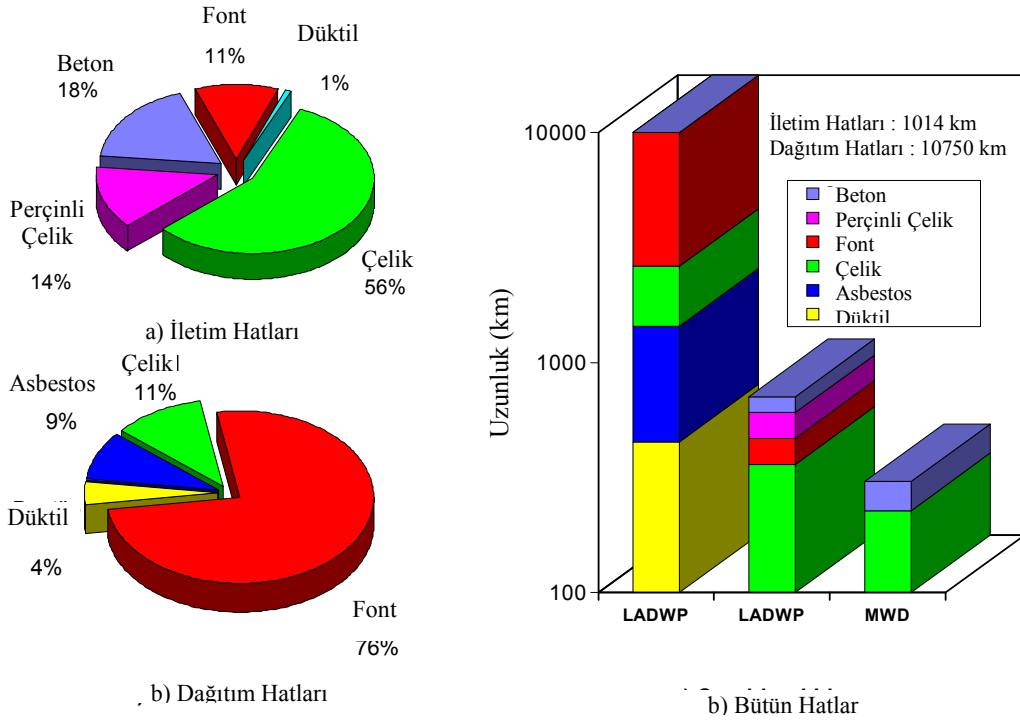 Font
11%
Düktil
1%
Beton
18%
Perçinli
Çelik
14%
Çelik
56%
a) İletim Hatları
Çelik
11%
Asbestos
9%
Düktil
4%
Font
76%
b) Dağıtım Hatları
Uzunluk (km)
10000
1000
100
İletim Hatları : 1014 km
Dağıtım Hatları : 10750 km
Beton
Perçinli Çelik
Font
Çelik
Asbestos
Düktil
LADWP
LADWP
MWD
b) Bütün Hatlar